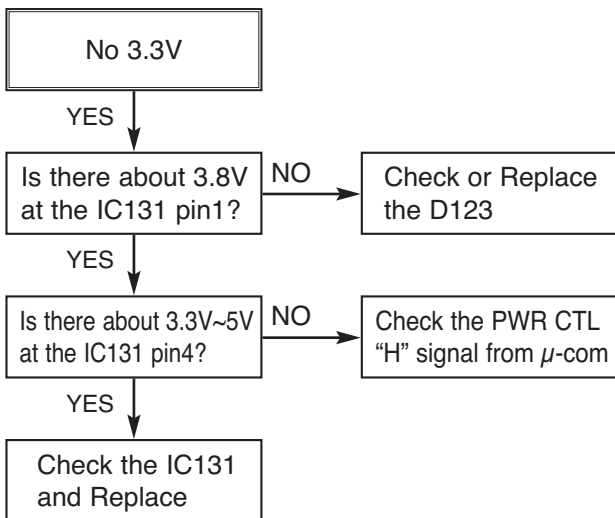 No 3.3V
YES
Is there about 3.8V
at the IC131 pin1?
NO
Check or Replace
the D123
YES
Is there about 3.3V~5V
at the IC131 pin4?
NO
Check the PWR CTL
“H” signal from μ-com
YES
Check the IC131
and Replace